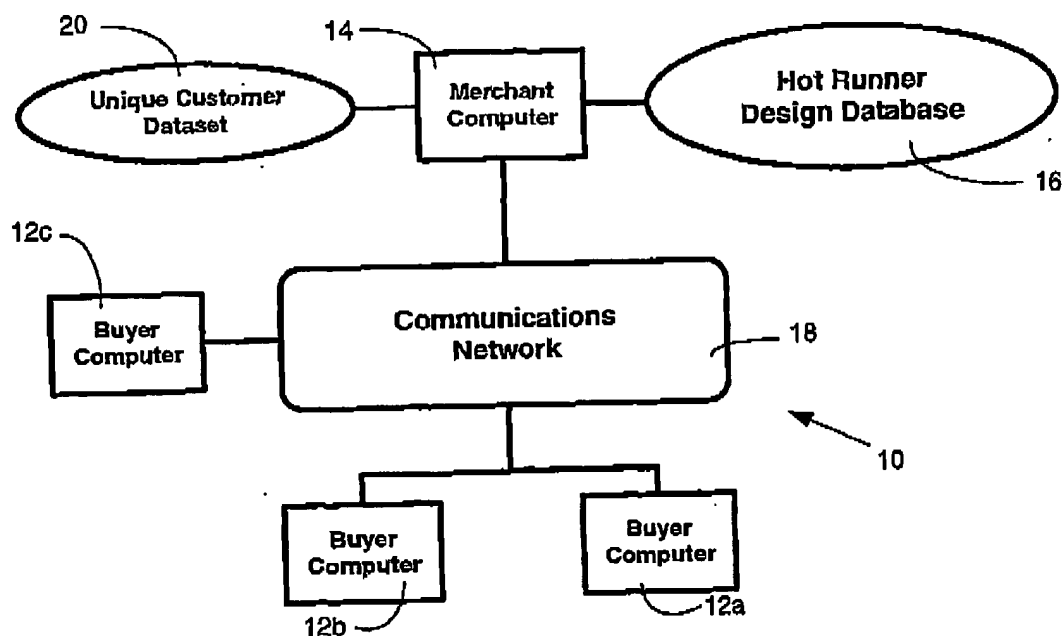 20
14
Unique Customer
Dataset
Merchant
Computer
Hot Runner
Design Database
16
12c
Buyer
Computer
Communications
Network
18
10
Buyer
Computer
12b
Buyer
Computer
12a